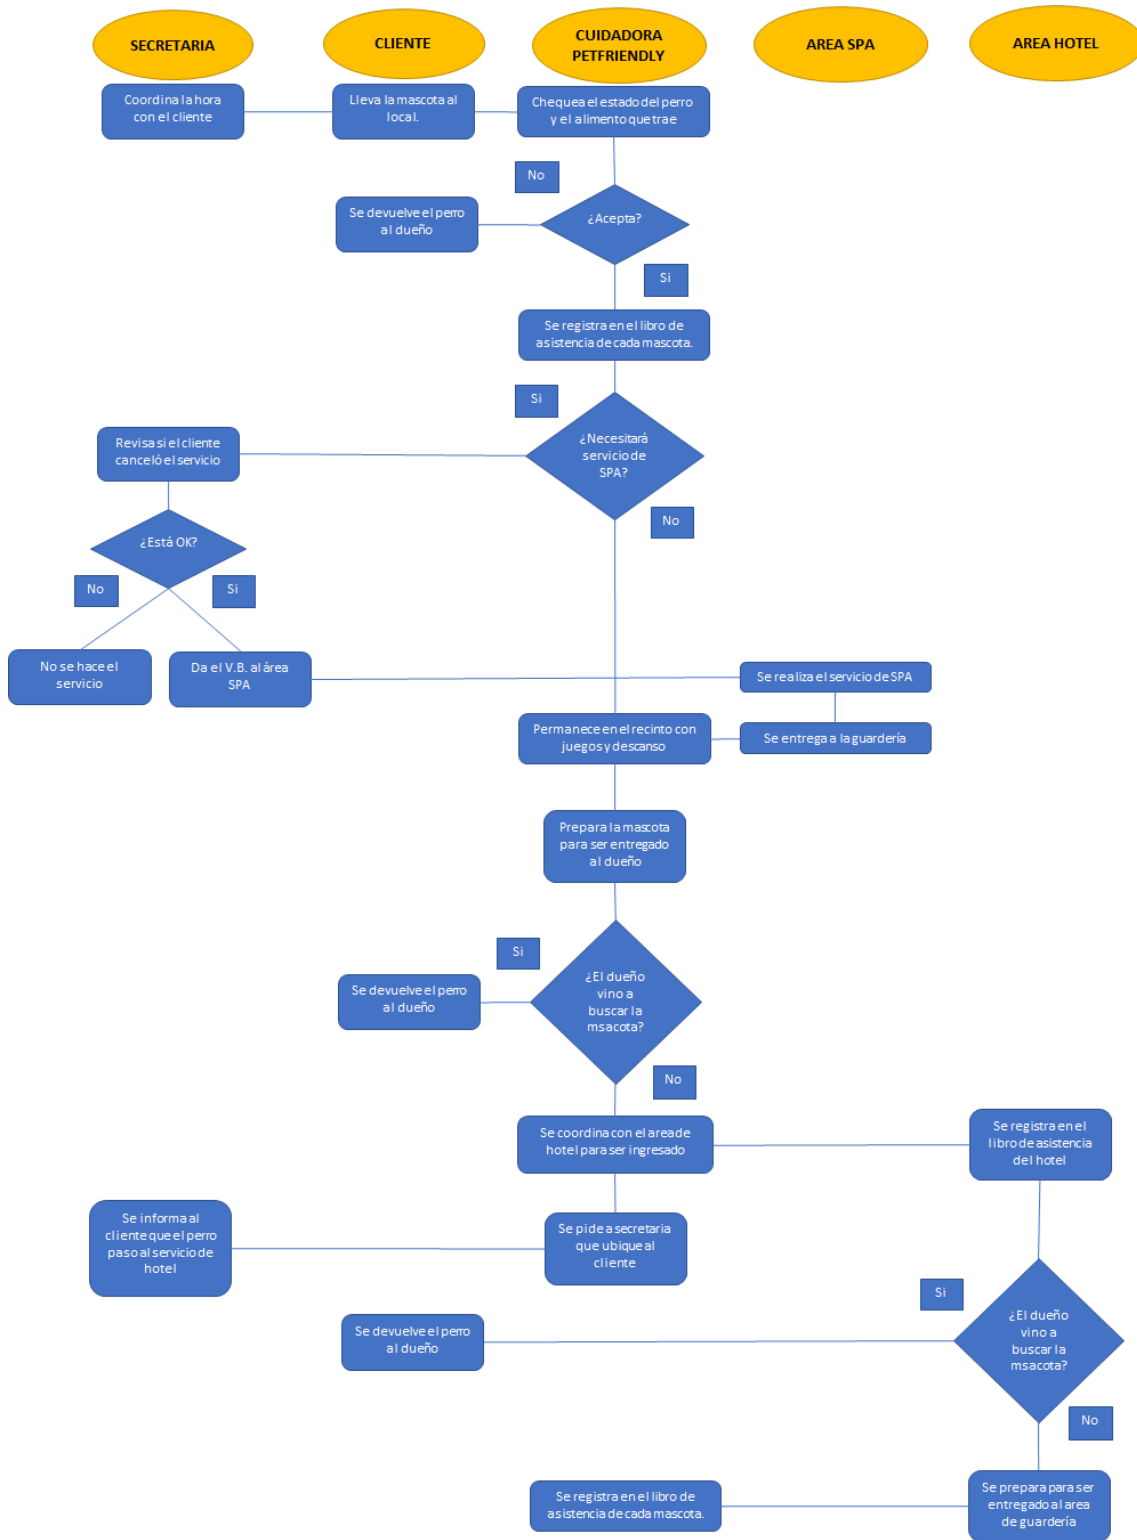 SECRETARIA
CLIENTE
CUIDADORA
PETFRIENDLY
AREA SPA
AREA HOTEL
Coordina la hora
con el cliente
Lleva la mascota al
local.
Chequea el estado del perro
y el alimento que trae
No
¿Acepta?
Se devuelve el perro
al dueño
Si
Se registra en el libro de
asistencia de cada mascota.
Si
¿Necesitará
servicio de
SPA?
Revisa si el cliente
canceló el servicio
No
¿Está OK?
No
Si
No se hace el
servicio
Da el V.B. al área
SPA
Se realiza el servicio de SPA
Permanece en el recinto con
juegos y descanso
Se entrega a la guardería
Prepara la mascota
para ser entregado
al dueño
Si
¿El dueño
vino a
buscar la
msacota?
Se devuelve el perro
al dueño
No
Se coordina con el area de
hotel para ser ingresado
Se registra en el
libro de asistencia
del hotel
Se informa al
cliente que el perro
paso al servicio de
hotel
Se pide a secretaria
que ubique al
cliente
Si
¿El dueño
vino a
buscar la
msacota?
Se devuelve el perro
al dueño
No
Se registra en el libro de
asistencia de cada mascota.
Se prepara para ser
entregado al area
de guardería